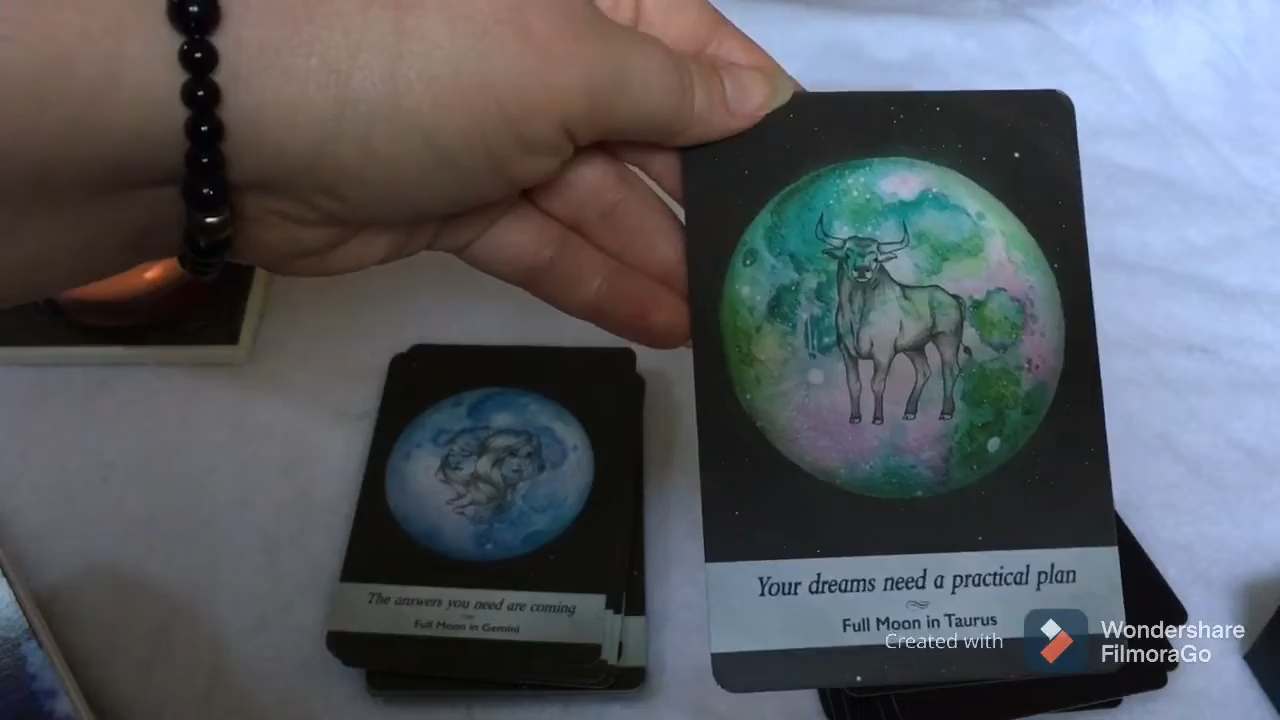 The answers you need are coming
Full Moon in Gemini
Your dreams need a practical plan
Full Moon in Taurus
Created with
Wondershare
FilmoraGo